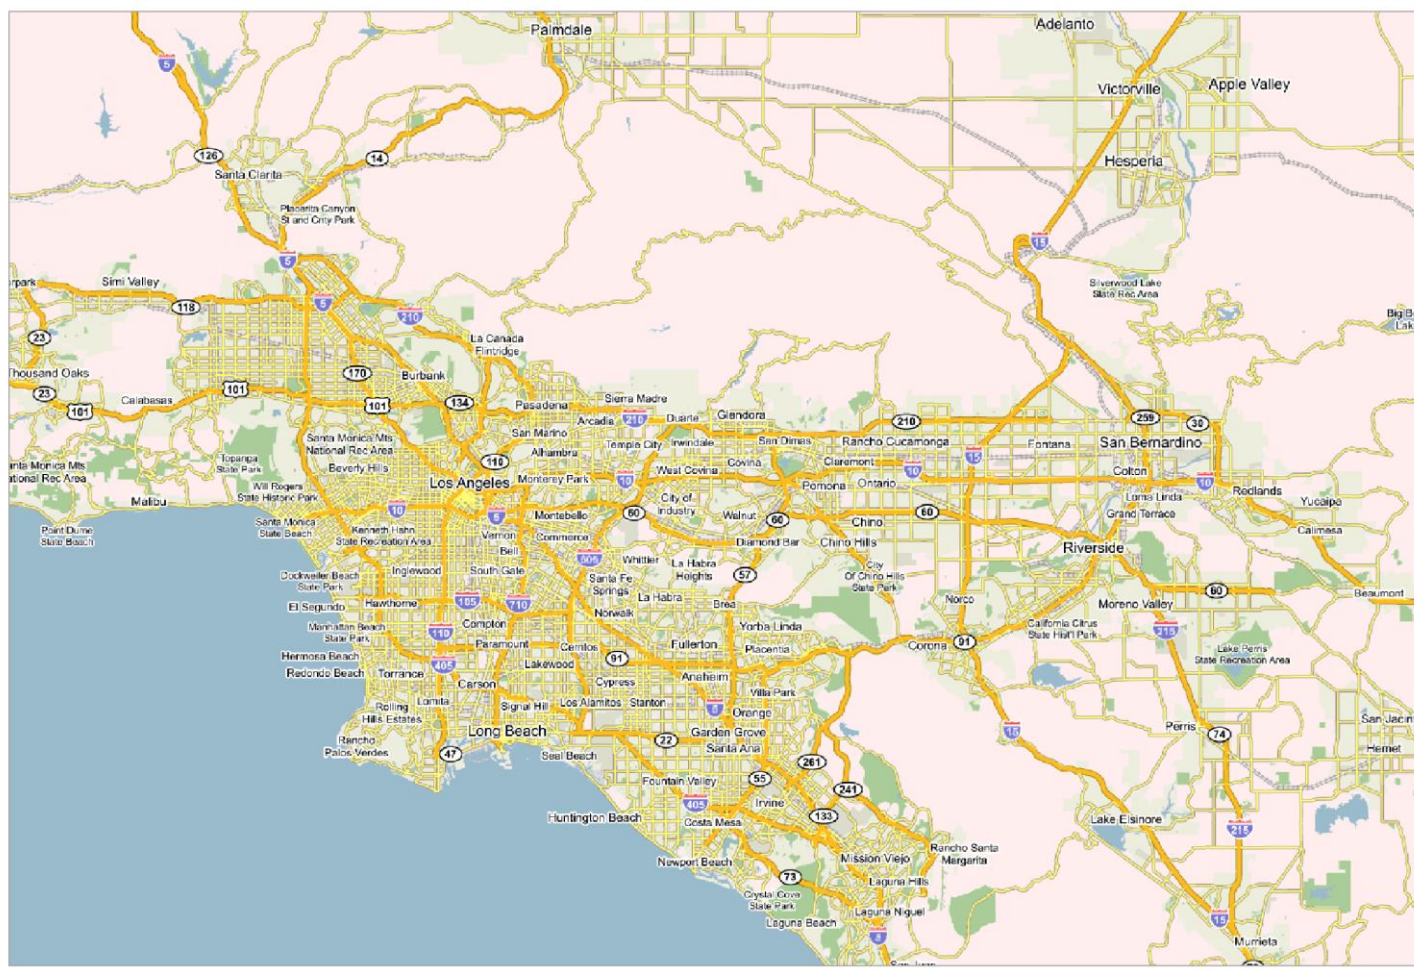 Palmdale
Adelanto
5
Victorville
Apple Valley
126
14
Hesperia
Santa Clarita
Placerita Canyon
St and Cnty Park
15
5
Simi Valley
Silverwood Lake
State Rec Area
rpark
118
5
210
Big B
Lak
23
La Canada
Flintridge
Thousand Oaks
170
Burbank
23
101
101
Calabasas
101
134
Pasadena
Sierra Madre
Arcadia
210
Duarte
Glendora
210
259
30
Santa Monica Mts
National Rec Area
San Marino
Temple City
Irwindale
San Dimas
Rancho Cucamonga
Fontana
San Bernardino
Beverly Hills
Alhambra
110
15
Topanga
State Park
anta Monica Mts
ational Rec Area
West Covina
Covina
Claremont
10
Colton
Los Angeles
Monterey Park
10
Pomona
Ontario
10
Redlands
Will Rogers
State Historic Park
Malibu
City of
Industry
Loma Linda
Grand Terrace
Yucaipa
10
5
Montebello
60
Walnut
60
Chino
60
Point Dume
State Beach
Santa Monica
State Beach
Kenneth Hahn
State Recreation Area
Vernon
Commerce
Diamond Bar
Chino Hills
Riverside
Calimesa
Bell
605
Whittier
La Habra
Heights
City
Of Chino Hills
State Park
Inglewood
South Gate
Santa Fe
Springs
57
Dockweiler Beach
State Park
60
Beaumont
El Segundo
Hawthorne
105
710
Norwalk
La Habra
Brea
Norco
Moreno Valley
Manhattan Beach
State Park
110
Compton
Yorba Linda
California Citrus
State Hist'l Park
215
Paramount
Cerritos
Fullerton
Placentia
Corona
91
Hermosa Beach
405
Lakewood
91
Lake Perris
State Recreation Area
Redondo Beach
Torrance
Carson
Cypress
Anaheim
Villa Park
Rolling
Hills Estates
Lomita
Signal Hill
Los Alamitos
Stanton
5
Orange
San Jacin
Perris
Rancho
Palos Verdes
47
Long Beach
22
Garden Grove
Santa Ana
15
74
Hemet
Seal Beach
261
Fountain Valley
55
241
405
Irvine
Huntington Beach
Costa Mesa
133
Lake Elsinore
215
Newport Beach
Mission Viejo
Rancho Santa
Margarita
73
Laguna Hills
Crystal Cove
State Park
Laguna Beach
Laguna Niguel
15
5
Murrieta